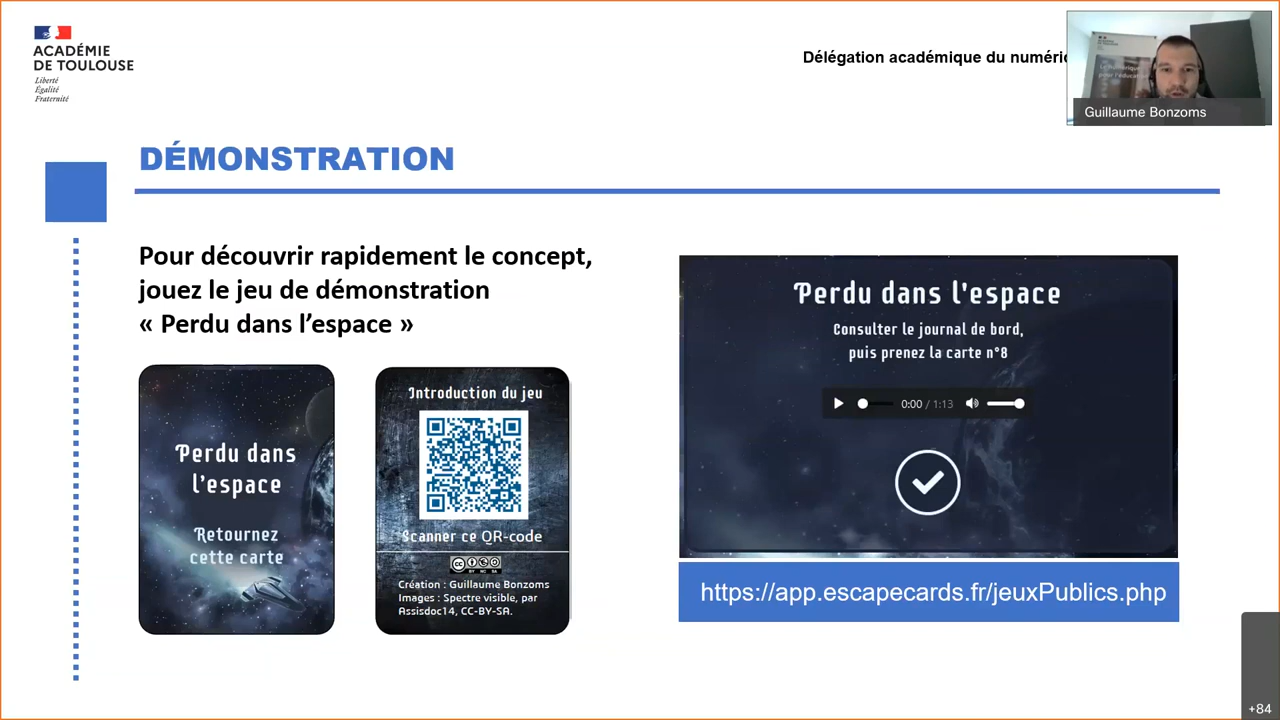 ACADÉMIE
DE TOULOUSE
Liberté
Égalité
Fraternité
Délégation académique du
Guillaume Bonzoms
DÉMONSTRATION
Pour découvrir rapidement le concept,
jouez le jeu de démonstration
« Perdu dans l’espace »
Perdu dans
l’espace
Retournez
cette carte
Introduction du jeu
Scanner ce QR-code
Création : Guillaume Bonzoms
Images : Spectre visible, par
Assisdoc14, CC-BY-SA.
Perdu dans l'espace
Consulter le journal de bord,
puis prenez la carte n°8
0:00 / 1:13
https://app.escapecards.fr/jeuxPublics.php
+84